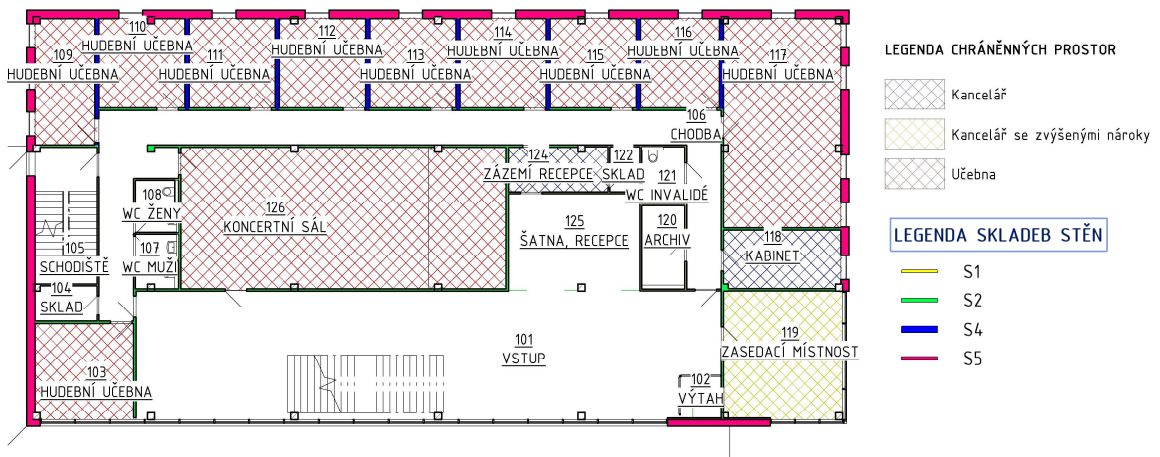 109
HUDEBNÍ UČEBNA
110
HUDEBNÍ UČEBNA
111
HUDEBNÍ UČEBNA
112
HUDEBNÍ UČEBNA
113
HUDEBNÍ UČEBNA
114
HUDEBNÍ UČEBNA
115
HUDEBNÍ UČEBNA
116
HUDEBNÍ UČEBNA
117
HUDEBNÍ UČEBNA
106
CHODBA
124
ZÁZEMÍ RECEPCE
122
SKLAD
121
WC INVALIDÉ
108
WC ŽENY
126
KONCERTNÍ SÁL
125
ŠATNA, RECEPCE
120
ARCHIV
118
KABINET
105
SCHODIŠTĚ
107
WC MUŽI
104
SKLAD
101
VSTUP
119
ZASEDACÍ MÍSTNOST
103
HUDEBNÍ UČEBNA
102
VÝTAH
LEGENDA CHRÁNĚNNÝCH PROSTOR
Kancelář
Kancelář se zvýšenými nároky
Učebna
LEGENDA SKLADEB STĚN
S1
S2
S4
S5